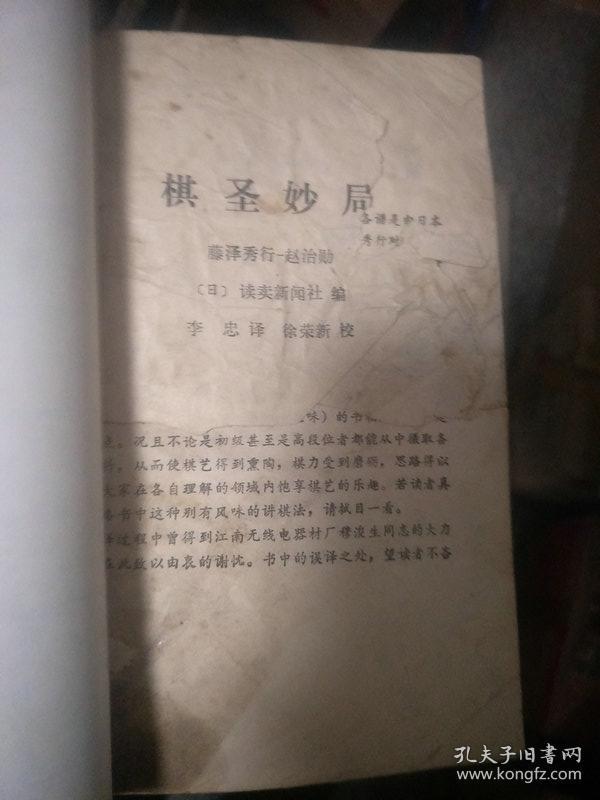 棋圣妙局
各谱是由日本
秀行对
藤泽秀行-赵治勋
〔日〕读卖新闻社 编
李 忠 译 徐荣新 校
味）的书
。况且不论是初级甚至是高段位者都能从中摄取各
，从而使棋艺得到熏陶，棋力受到磨砺，思路得以
大家在各自理解的领域内饱享棋艺的乐趣。若读者具
书中这种别有风味的讲棋法，请拭目一看。
过程中曾得到江南无线电器材厂穆浚生同志的大力
在此致以由衷的谢忱。书中的误译之处，望读者不吝
孔夫子旧书网
www.kongfz.com